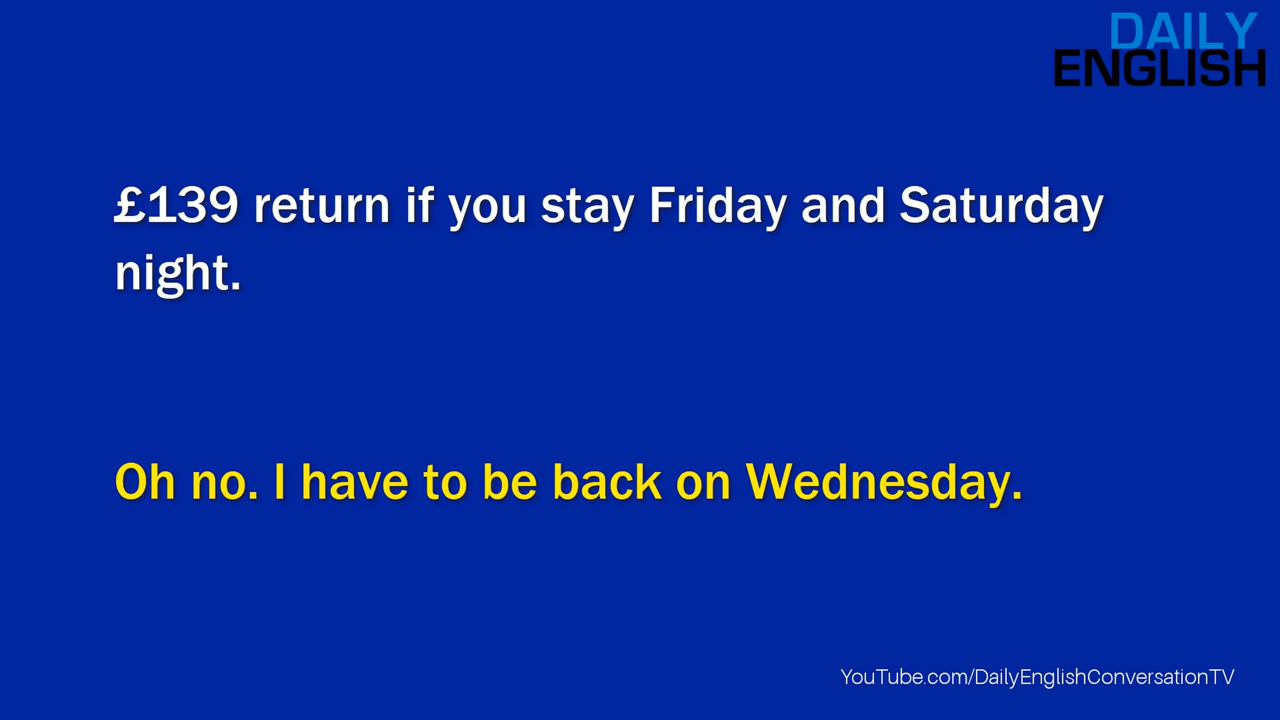 DAILY
ENGLISH
£139 return if you stay Friday and Saturday
night.
Oh no. I have to be back on Wednesday.
YouTube.com/DailyEnglishConversationTV